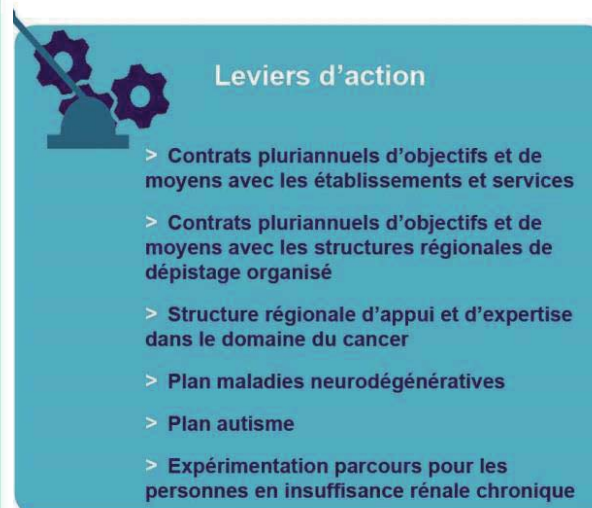 Leviers d’action
> Contrats pluriannuels d’objectifs et de
moyens avec les établissements et services
> Contrats pluriannuels d’objectifs et de
moyens avec les structures régionales de
dépistage organisé
> Structure régionale d’appui et d’expertise
dans le domaine du cancer
> Plan maladies neurodégénératives
> Plan autisme
> Expérimentation parcours pour les
personnes en insuffisance rénale chronique